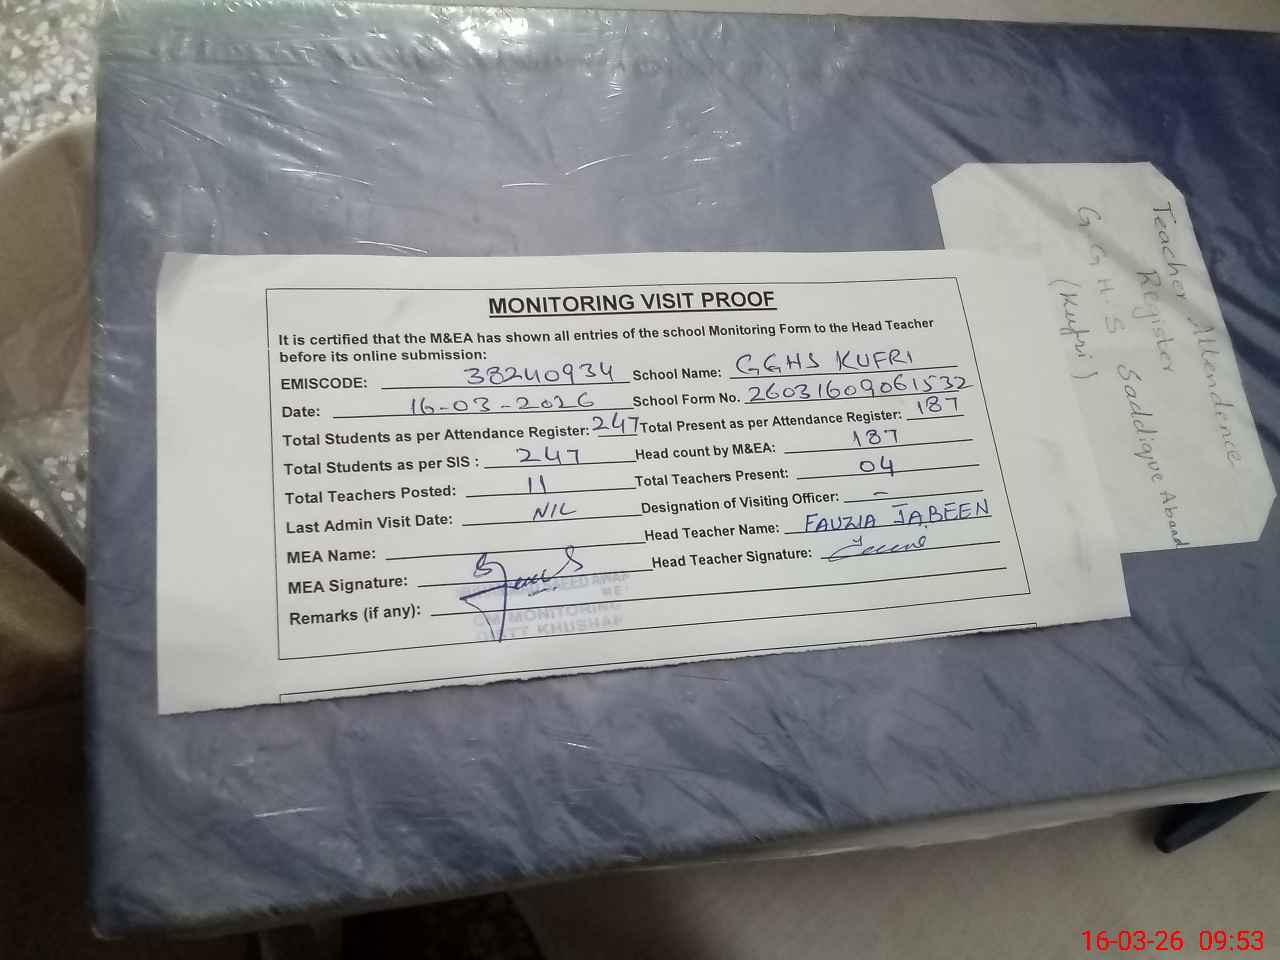 MONITORING VISIT PROOF
It is certified that the M&EA has shown all entries of the school Monitoring Form to the Head Teacher
before its online submission:
EMISCODE: 38240934 School Name: GGHS KUFRI
Date: 16-03-2026 School Form No. 26031609061532
Total Students as per Attendance Register: 247 Total Present as per Attendance Register: 187
Total Students as per SIS : 247 Head count by M&EA: 187
Total Teachers Posted: 11 Total Teachers Present: 04
Last Admin Visit Date: NIL Designation of Visiting Officer: -
MEA Name: Head Teacher Name: FAUZIA JABEEN
MEA Signature: Head Teacher Signature:
Remarks (if any):
CM MONITORING
DISTT KHUSHAB
Teacher Attendence
Register
G G H. S Saddique Abaad
(Kufri)
16-03-26 09:53